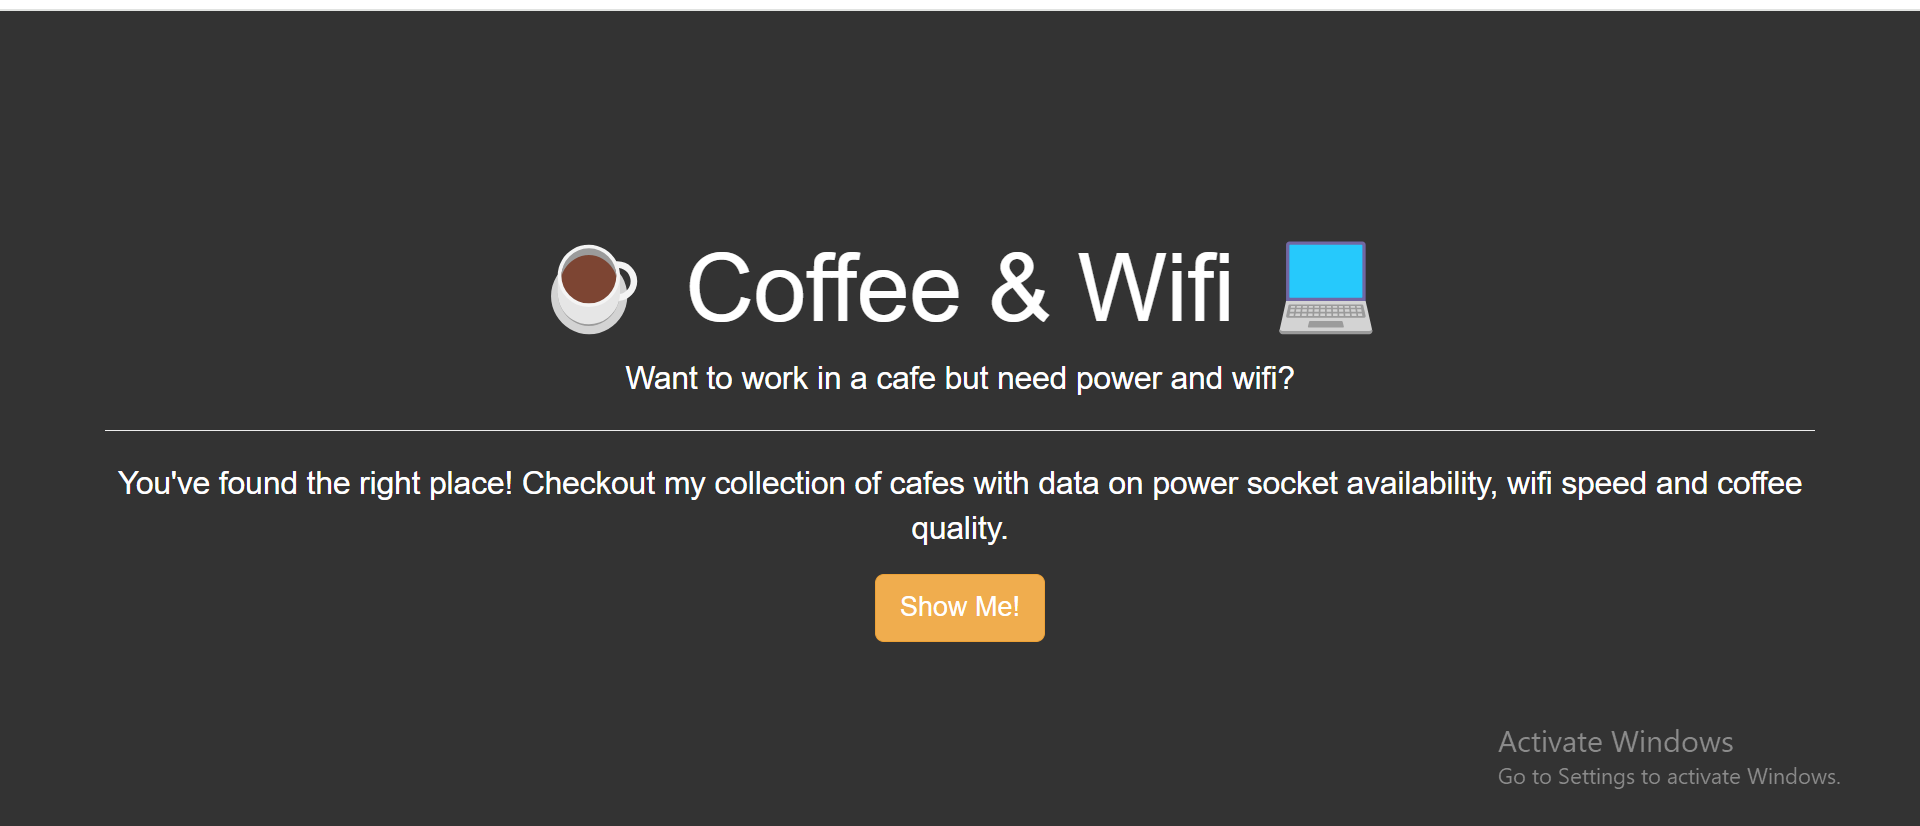 Coffee & Wifi
Want to work in a cafe but need power and wifi?
You've found the right place! Checkout my collection of cafes with data on power socket availability, wifi speed and coffee
quality.
Show Me!
Activate Windows
Go to Settings to activate Windows.